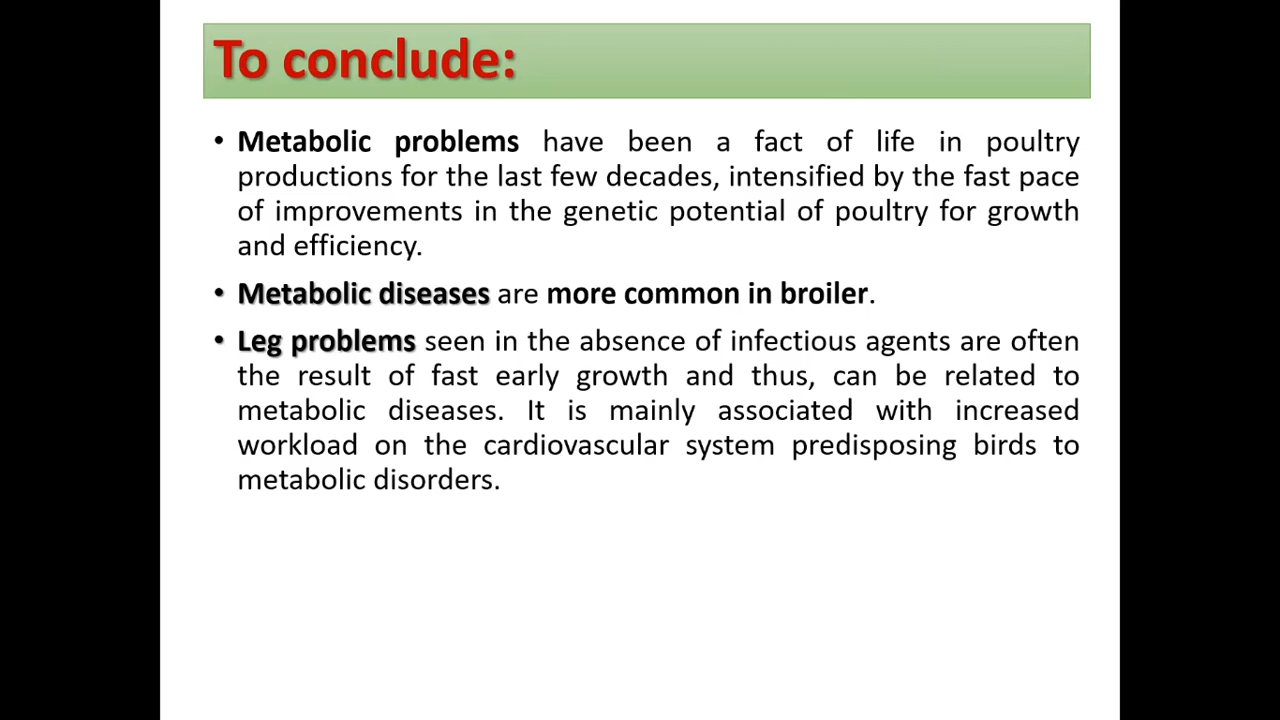 To conclude:
• Metabolic problems have been a fact of life in poultry
productions for the last few decades, intensified by the fast pace
of improvements in the genetic potential of poultry for growth
and efficiency.
• Metabolic diseases are more common in broiler.
• Leg problems seen in the absence of infectious agents are often
the result of fast early growth and thus, can be related to
metabolic diseases. It is mainly associated with increased
workload on the cardiovascular system predisposing birds to
metabolic disorders.